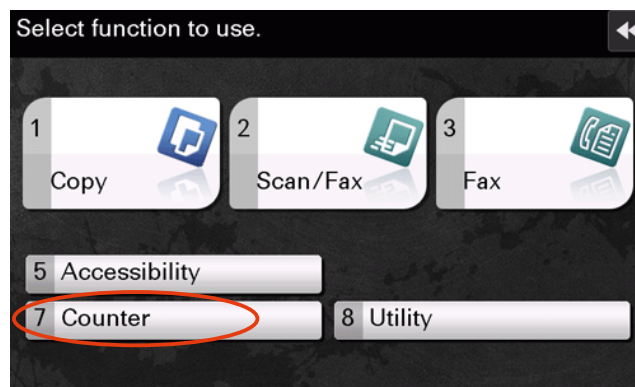 Select function to use.
1 2 3
Copy Scan/Fax Fax
5 Accessibility
7 Counter 8 Utility